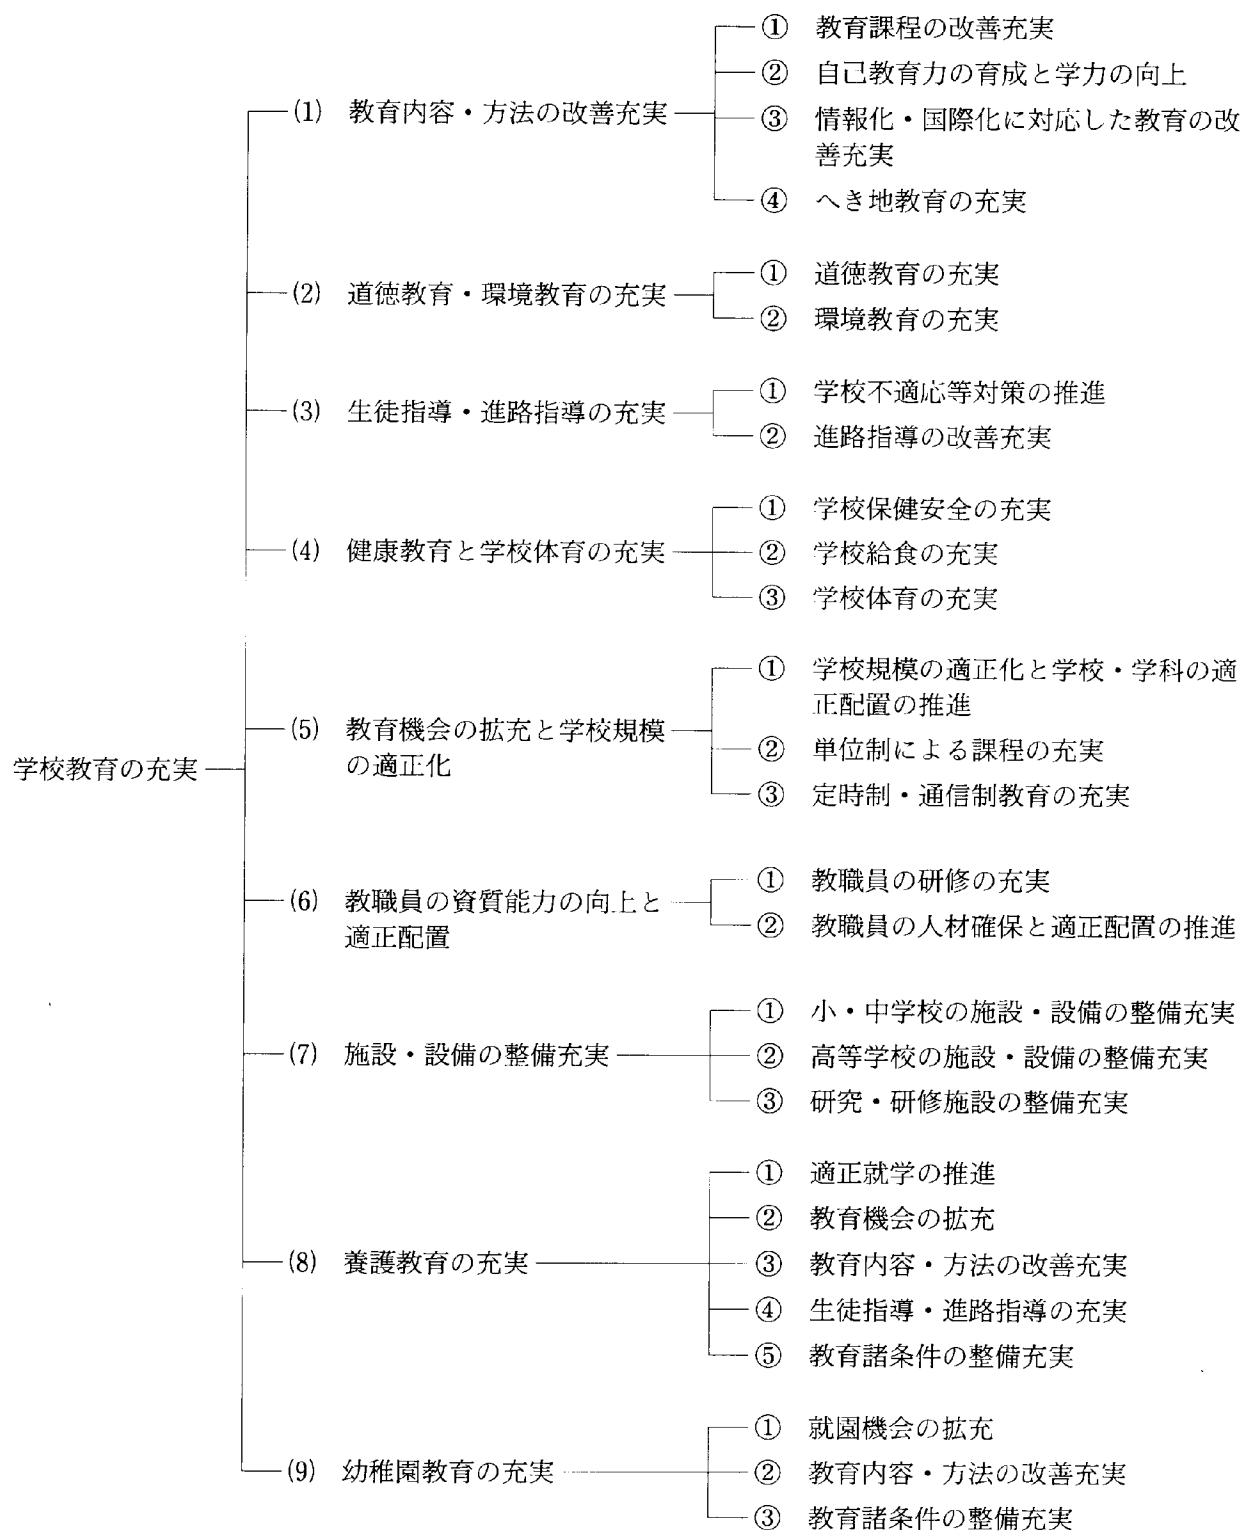 学校教育の充実
(1) 教育内容・方法の改善充実
① 教育課程の改善充実
② 自己教育力の育成と学力の向上
③ 情報化・国際化に対応した教育の改
善充実
④ へき地教育の充実
(2) 道徳教育・環境教育の充実
① 道徳教育の充実
② 環境教育の充実
(3) 生徒指導・進路指導の充実
① 学校不適応等対策の推進
② 進路指導の改善充実
(4) 健康教育と学校体育の充実
① 学校保健安全の充実
② 学校給食の充実
③ 学校体育の充実
(5) 教育機会の拡充と学校規模
の適正化
① 学校規模の適正化と学校・学科の適
正配置の推進
② 単位制による課程の充実
③ 定時制・通信制教育の充実
(6) 教職員の資質能力の向上と
適正配置
① 教職員の研修の充実
② 教職員の人材確保と適正配置の推進
(7) 施設・設備の整備充実
① 小・中学校の施設・設備の整備充実
② 高等学校の施設・設備の整備充実
③ 研究・研修施設の整備充実
(8) 養護教育の充実
① 適正就学の推進
② 教育機会の拡充
③ 教育内容・方法の改善充実
④ 生徒指導・進路指導の充実
⑤ 教育諸条件の整備充実
(9) 幼稚園教育の充実
① 就園機会の拡充
② 教育内容・方法の改善充実
③ 教育諸条件の整備充実